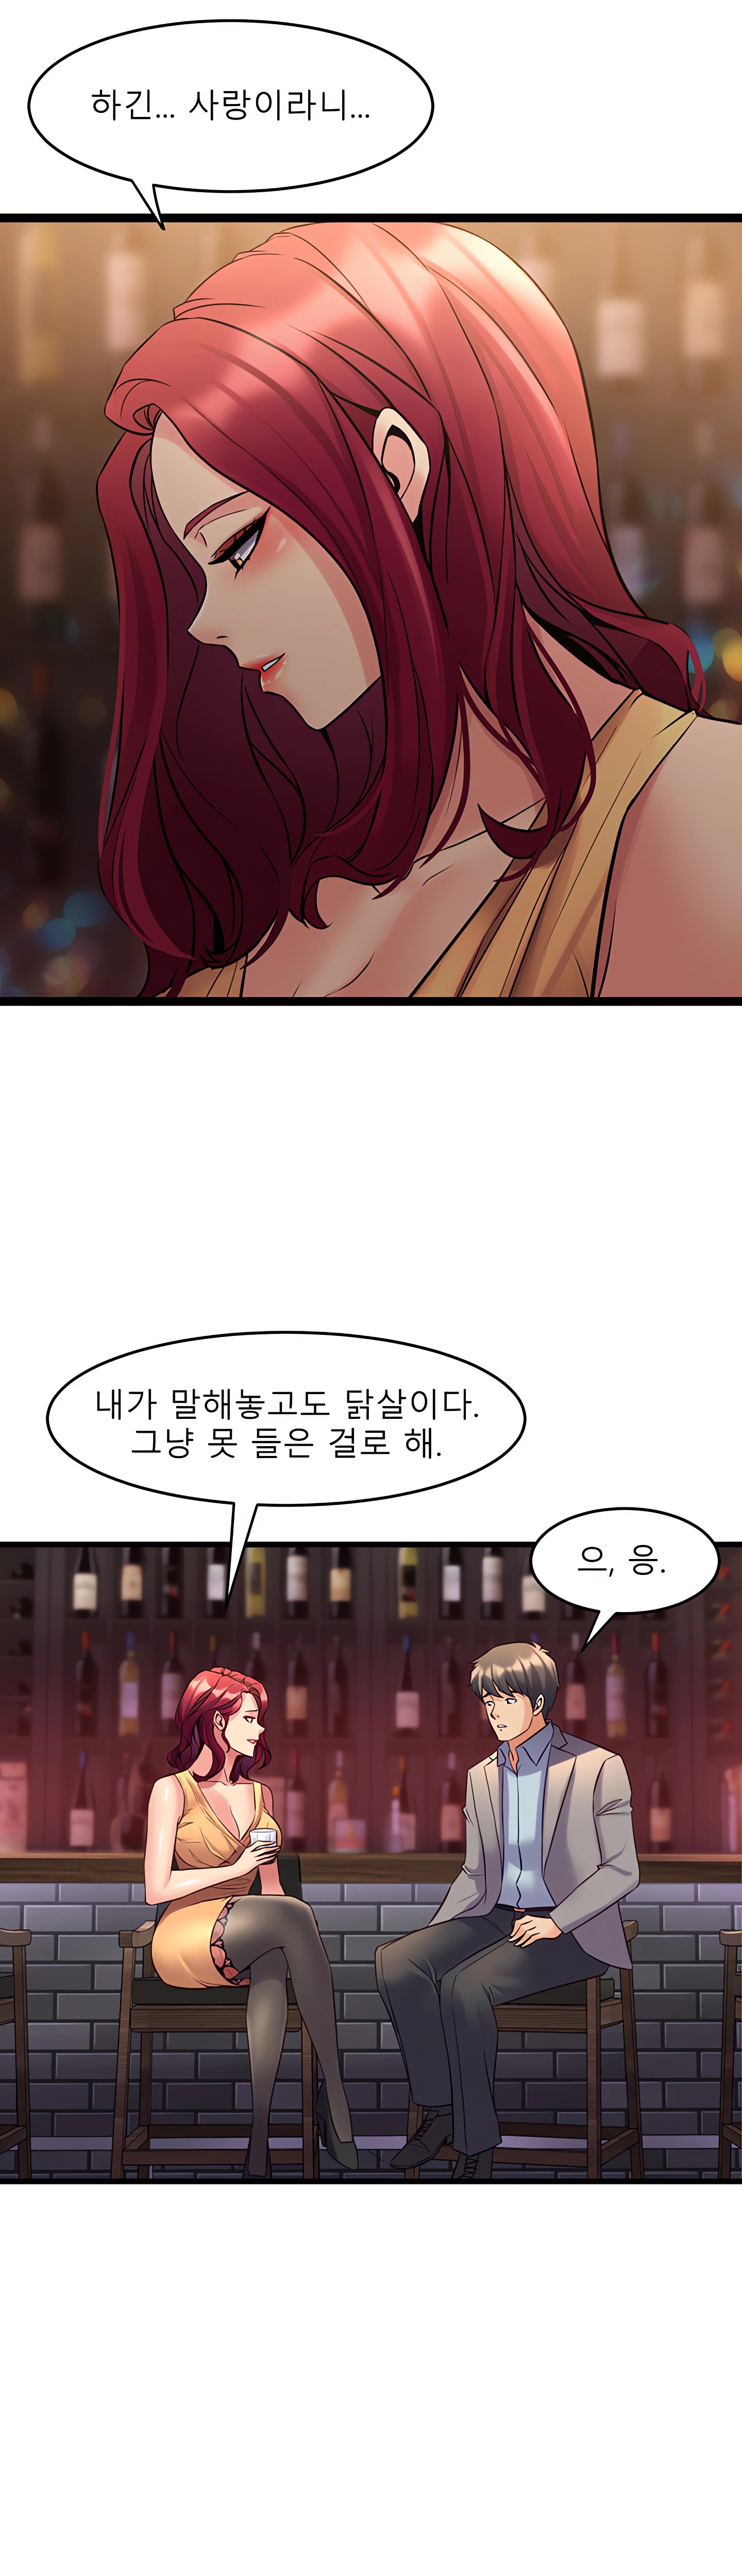 하긴... 사랑이라니...
내가 말해놓고도 닭살이다.
그냥 못 들은 걸로 해.
으, 응.